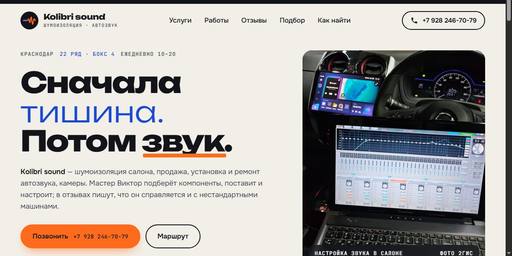 Kolibri sound
ШУМОИЗОЛЯЦИЯ · АВТОЗВУК
Услуги
Работы
Отзывы
Подбор
Как найти
+7 928 246-70-79
КРАСНОДАР 22 РЯД · БОКС 4 ЕЖЕДНЕВНО 10–20
Сначала
тишина.
Потом звук.
Kolibri sound — шумоизоляция салона, продажа, установка и ремонт
автозвука, камеры. Мастер Виктор подберёт компоненты, поставит и
настроит; в отзывах пишут, что он справляется и с нестандартными
машинами.
Позвонить +7 928 246-70-79
Маршрут
НАСТРОЙКА ЗВУКА В САЛОНЕ
ФОТО 2ГИС